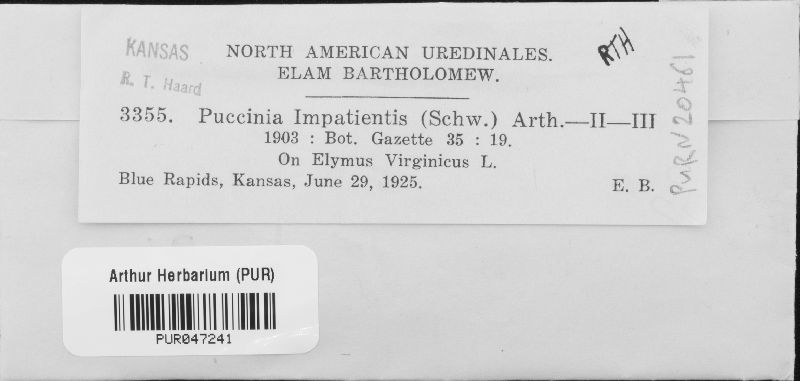 KANSAS
R. T. Haard
NORTH AMERICAN UREDINALES.
ELAM BARTHOLOMEW.
RTH
3355. Puccinia Impatientis (Schw.) Arth.—II—III
1903 : Bot. Gazette 35 : 19.
On Elymus Virginicus L.
Blue Rapids, Kansas, June 29, 1925. E. B.
PURN20461
Arthur Herbarium (PUR)
PUR047241